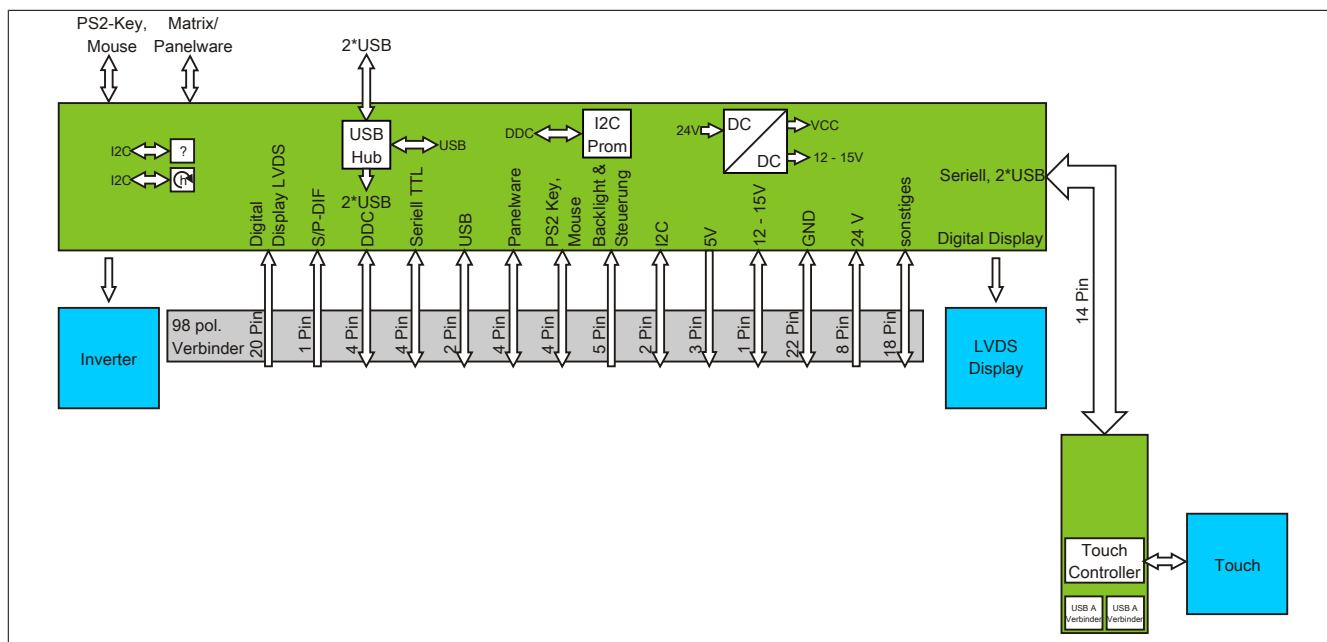 PS2-Key,
Mouse
Matrix/
Panelware
2*USB
I2C
?
I2C
h
USB
Hub
USB
2*USB
DDC
I2C
Prom
24V
DC
DC
VCC
12 - 15V
Seriell, 2*USB
Digital Display
Digital
Display LVDS
S/P-DIF
DDC
Seriell TTL
USB
Panelware
PS2 Key,
Mouse
Backlight &
Steuerung
I2C
5V
12 - 15V
GND
24 V
sonstiges
98 pol.
Verbinder
20 Pin
1 Pin
4 Pin
4 Pin
2 Pin
4 Pin
4 Pin
5 Pin
2 Pin
3 Pin
1 Pin
22 Pin
8 Pin
18 Pin
Inverter
LVDS
Display
14 Pin
Touch
Controller
Touch
USB A
Verbinder
USB A
Verbinder